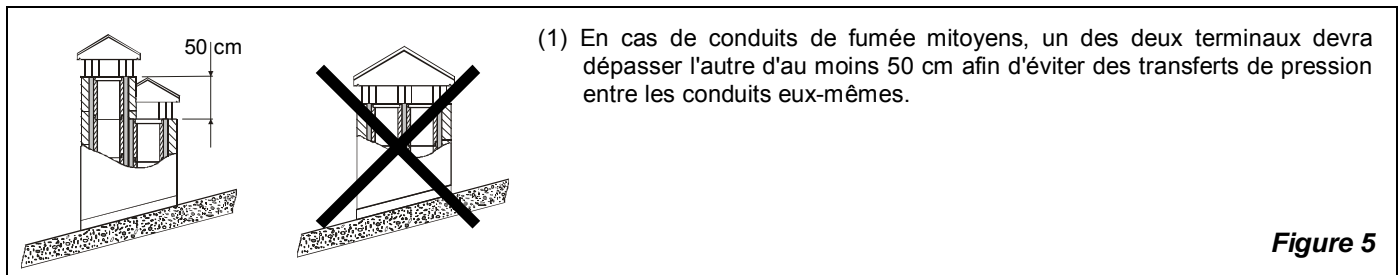 50 cm
(1) En cas de conduits de fumée mitoyens, un des deux terminaux devra
dépasser l'autre d'au moins 50 cm afin d'éviter des transferts de pression
entre les conduits eux-mêmes.
Figure 5